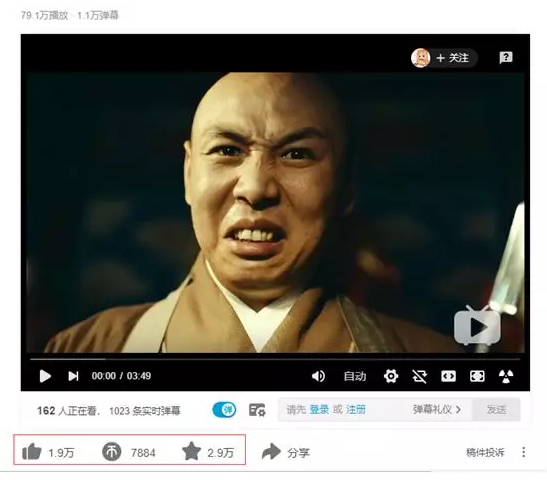 79.1万播放 · 1.1万弹幕
+ 关注
00:00 / 03:49
自动
162 人正在看, 1023 条实时弹幕
弹
请先 登录 或 注册
弹幕礼仪 >
发送
1.9万
7884
2.9万
分享
稿件投诉